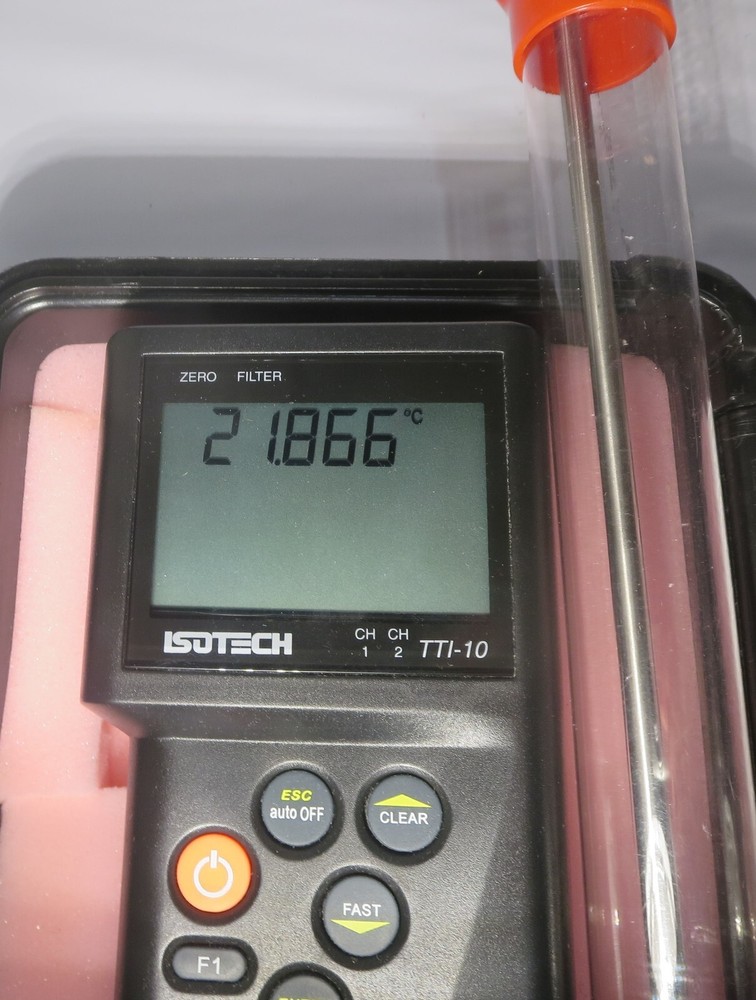 ZERO FILTER
21.866 °C
ISOTECH
CH 1 CH 2 TTI-10
ESC
auto OFF
CLEAR
FAST
F1